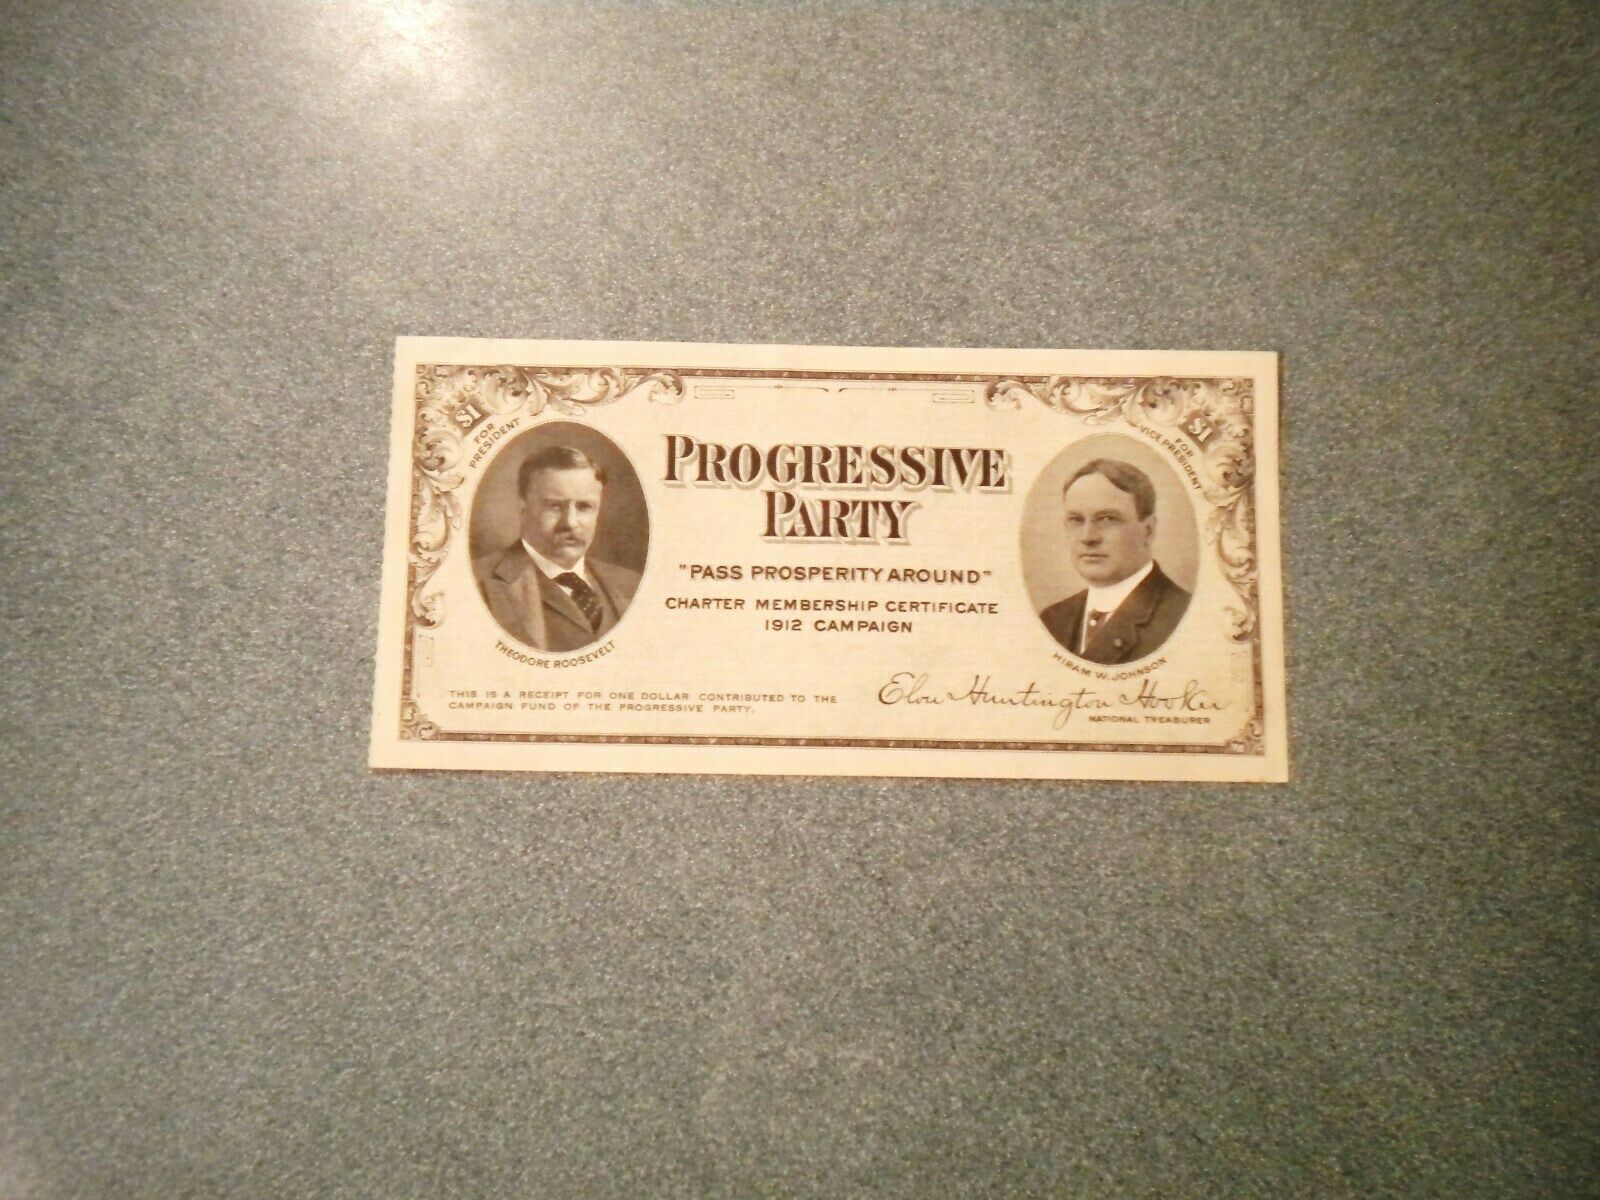 $1
FOR PRESIDENT
THEODORE ROOSEVELT
PROGRESSIVE
PARTY
"PASS PROSPERITY AROUND"
CHARTER MEMBERSHIP CERTIFICATE
1912 CAMPAIGN
$1
FOR VICE PRESIDENT
HIRAM W. JOHNSON
THIS IS A RECEIPT FOR ONE DOLLAR CONTRIBUTED TO THE
CAMPAIGN FUND OF THE PROGRESSIVE PARTY.
Elon Huntington Hooker
NATIONAL TREASURER